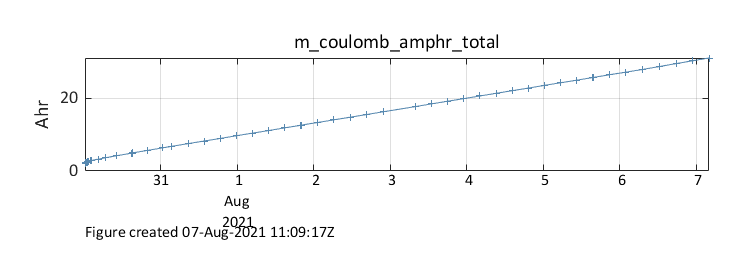 m_coulomb_amphr_total
Ahr
20
0
31 1 2 3 4 5 6 7
Aug
2021
Figure created 07-Aug-2021 11:09:17Z